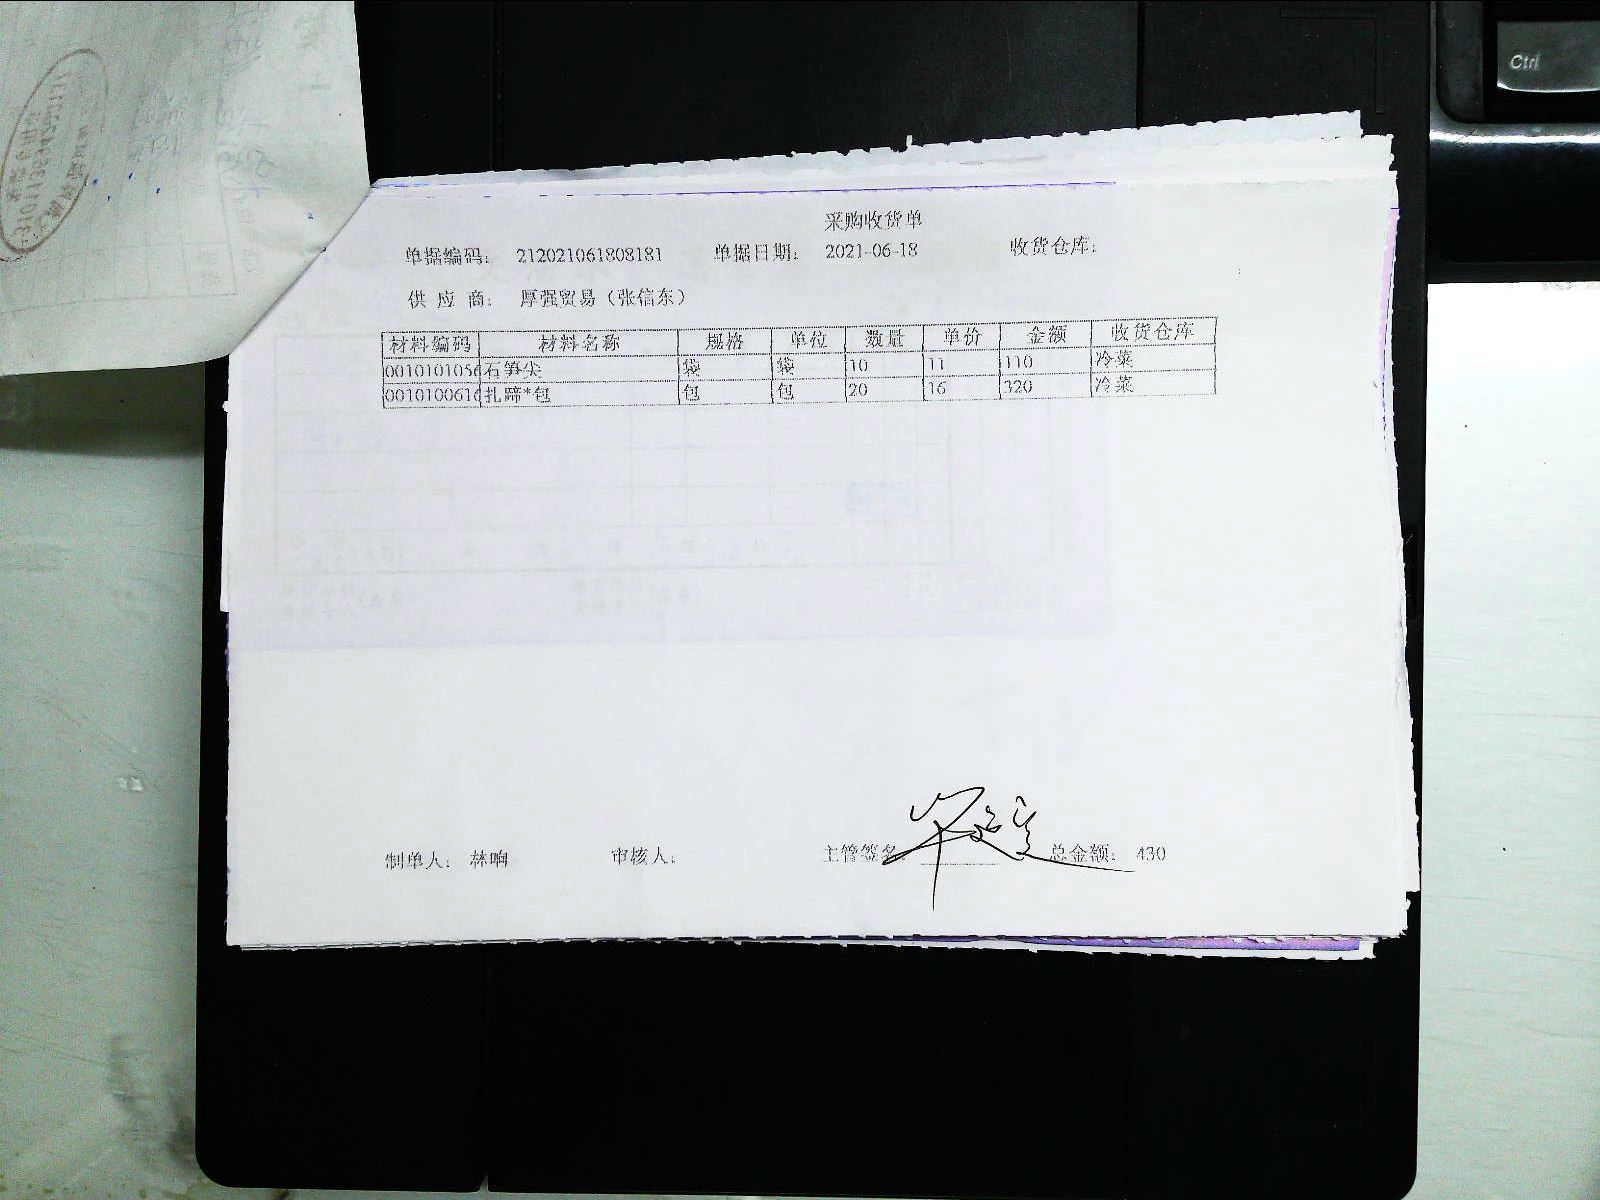 采购收货单
单据编码： 212021061808181 单据日期： 2021-06-18 收货仓库：
供 应 商： 厚强贸易（张信东）
材料编码 材料名称 规格 单位 数量 单价 金额 收货仓库
0010101056 石笋尖 袋 袋 10 11 110 冷菜
0010100616 扎蹄*包 包 包 20 16 320 冷菜
制单人： 林响 审核人： 主管签名： 总金额： 430
Ctrl